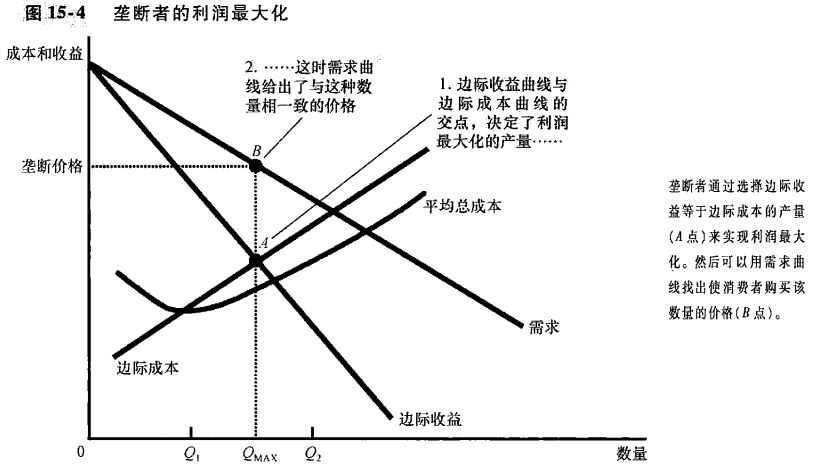 图 15-4 垄断者的利润最大化
成本和收益
2. ……这时需求曲
线给出了与这种数
量相一致的价格
1. 边际收益曲线与
边际成本曲线的
交点，决定了利润
最大化的产量……
B
垄断价格
平均总成本
A
垄断者通过选择边际收
益等于边际成本的产量
(A点)来实现利润最大
化。然后可以用需求曲
线找出使消费者购买该
数量的价格(B点)。
需求
边际成本
边际收益
0
Q1
QMAX
Q2
数量